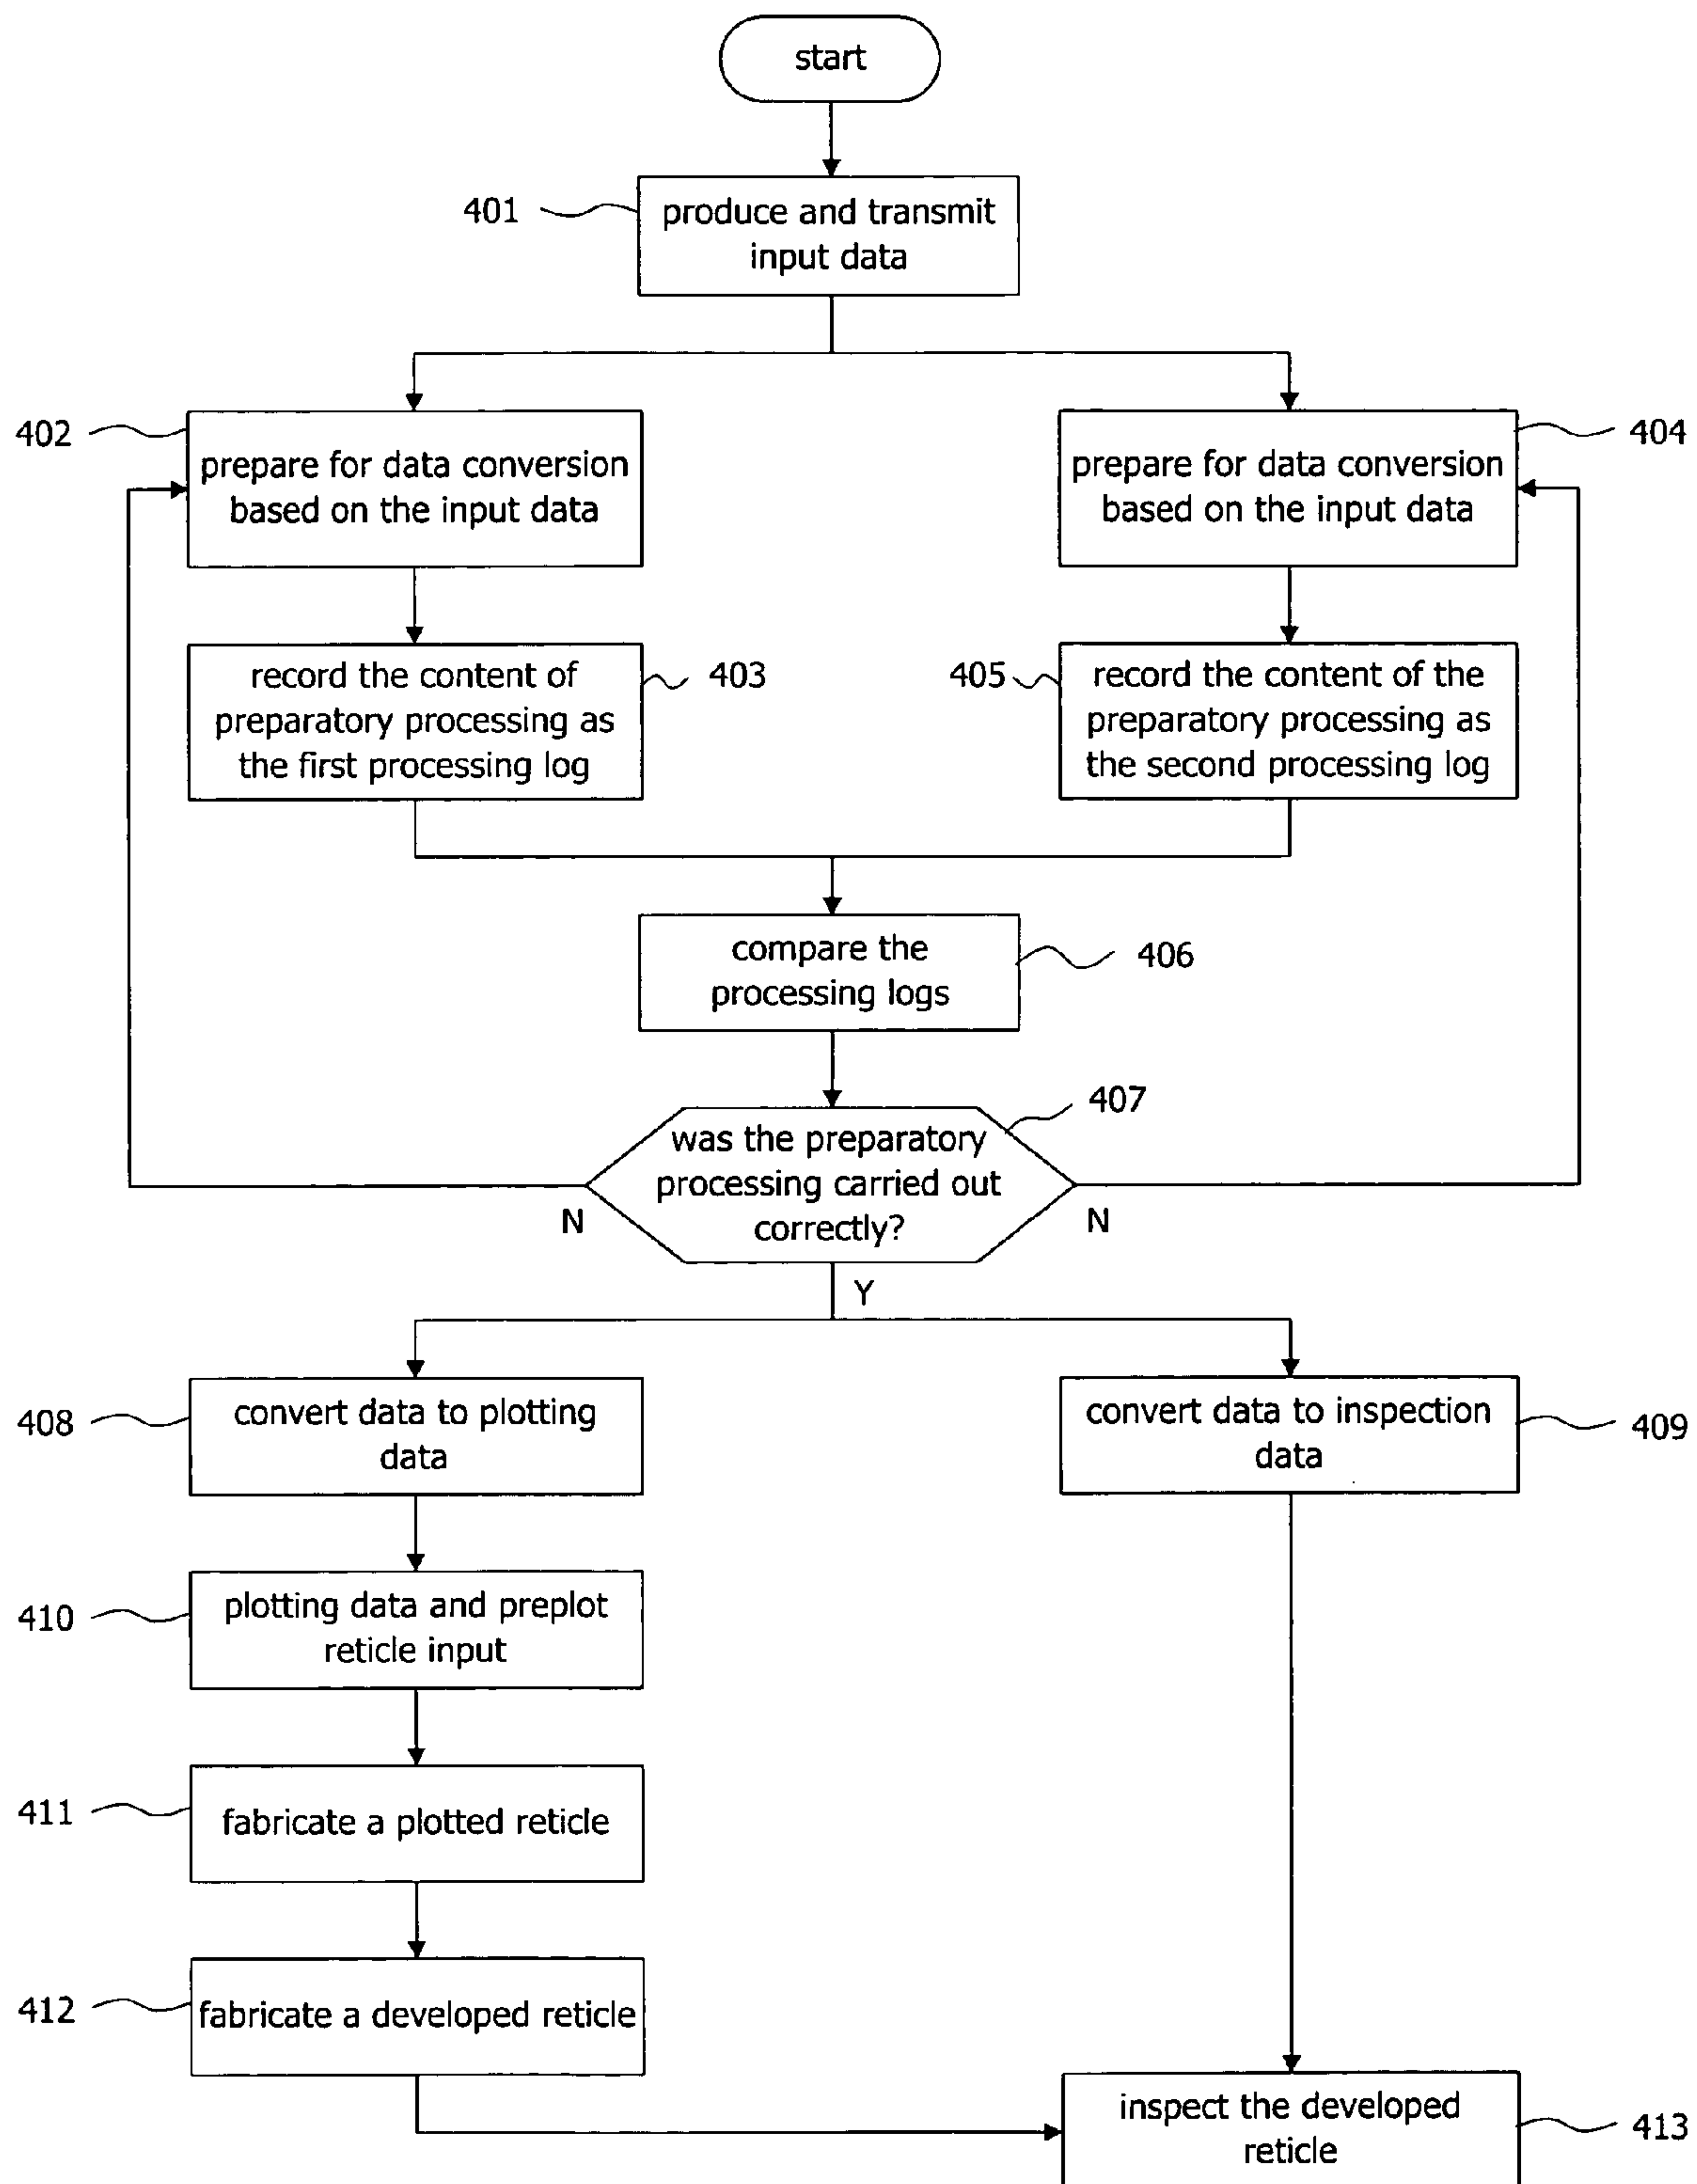 start
401
produce and transmit
input data
402
prepare for data conversion
based on the input data
404
prepare for data conversion
based on the input data
record the content of
preparatory processing as
the first processing log
403
405
record the content of the
preparatory processing as
the second processing log
compare the
processing logs
406
407
was the preparatory
processing carried out
correctly?
N
N
Y
408
convert data to plotting
data
convert data to inspection
data
409
410
plotting data and preplot
reticle input
411
fabricate a plotted reticle
412
fabricate a developed reticle
inspect the developed
reticle
413